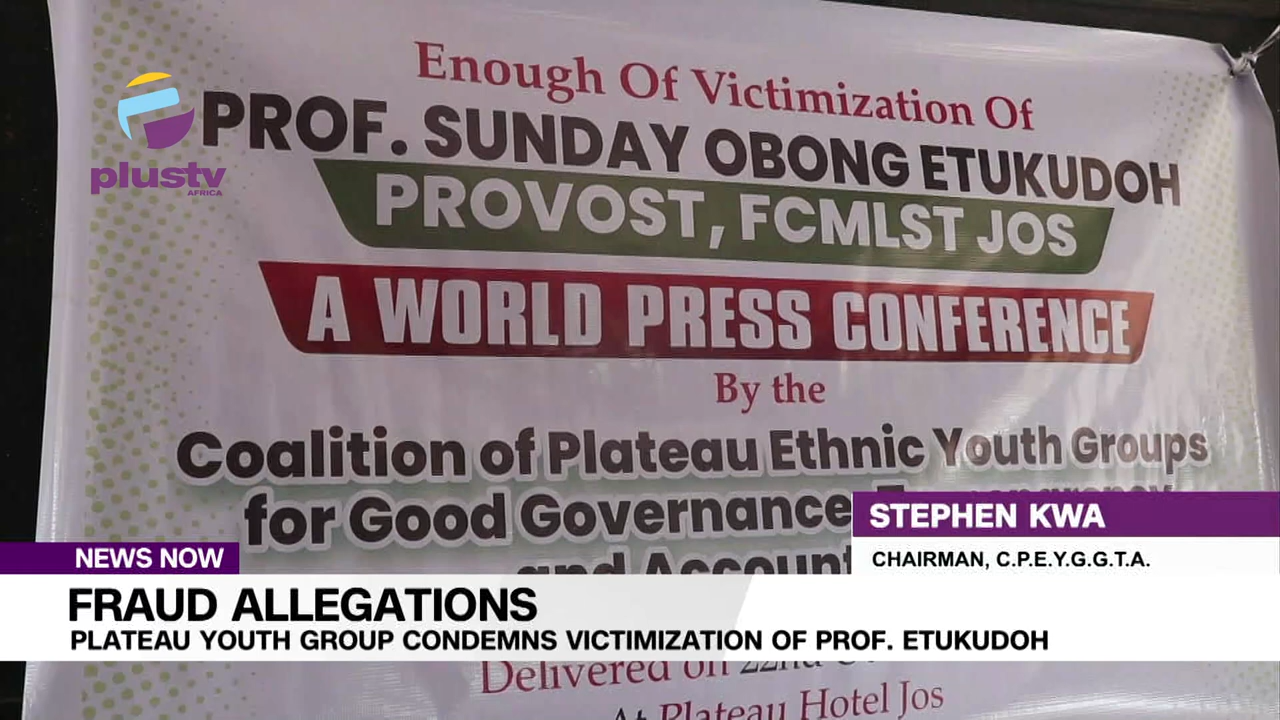 Enough Of Victimization Of
PROF. SUNDAY OBONG ETUKUDOH
PROVOST, FCMLST JOS
A WORLD PRESS CONFERENCE
By the
Coalition of Plateau Ethnic Youth Groups
for Good Governance
and
Delivered on 22nd
At Plateau Hotel Jos
plustv
AFRICA
STEPHEN KWA
CHAIRMAN, C.P.E.Y.G.G.T.A.
NEWS NOW
FRAUD ALLEGATIONS
PLATEAU YOUTH GROUP CONDEMNS VICTIMIZATION OF PROF. ETUKUDOH